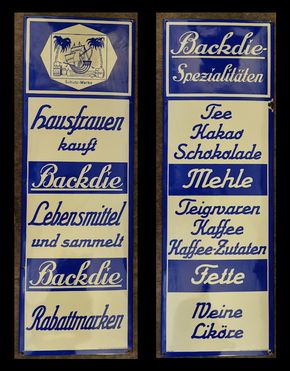 Schutz-Marke
Hausfrauen
kauft
Backdie
Lebensmittel
und sammelt
Backdie
Rabattmarken
Backdie-
Spezialitäten
Tee
Kakao
Schokolade
Mehle
Teigwaren
Kaffee
Kaffee-Zutaten
Fette
Weine
Liköre